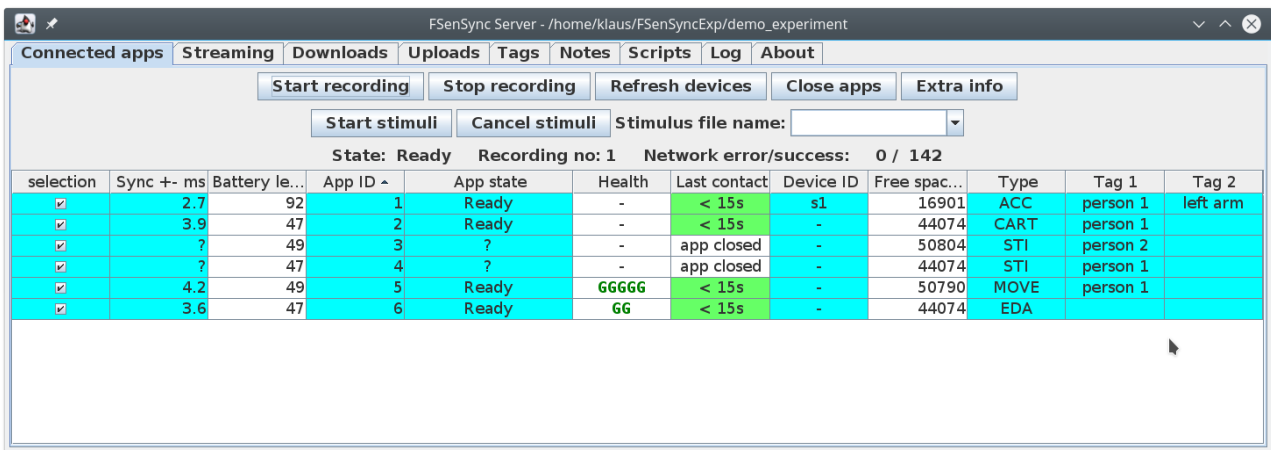 FSenSync Server - /home/klaus/FSenSyncExp/demo_experiment
Connected apps Streaming Downloads Uploads Tags Notes Scripts Log About
Start recording Stop recording Refresh devices Close apps Extra info
Start stimuli Cancel stimuli Stimulus file name:
State: Ready Recording no: 1 Network error/success: 0 / 142
selection Sync +- ms Battery le... App ID App state Health Last contact Device ID Free spac... Type Tag 1 Tag 2
2.7 92 1 Ready - < 15s s1 16901 ACC person 1 left arm
3.9 47 2 Ready - < 15s - 44074 CART person 1
? 49 3 ? - app closed - 50804 STI person 2
? 47 4 ? - app closed - 44074 STI person 1
4.2 49 5 Ready GGGGG < 15s - 50790 MOVE person 1
3.6 47 6 Ready GG < 15s - 44074 EDA